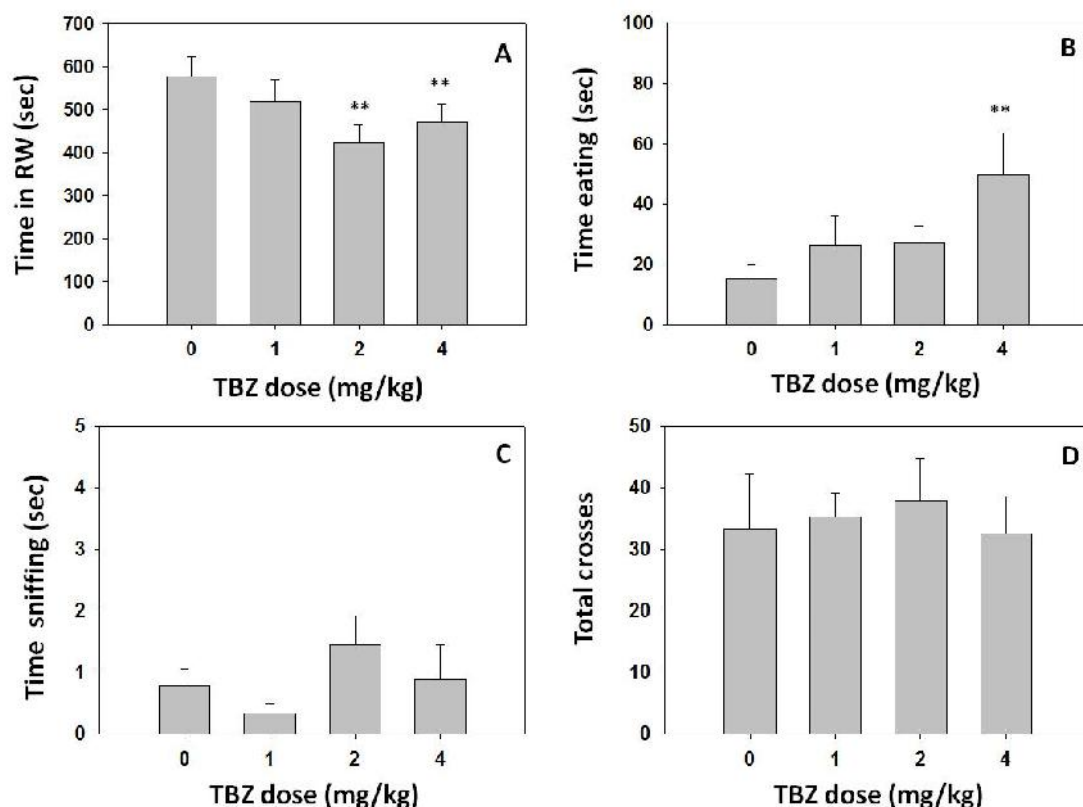 A
Time in RW (sec)
700
600
500
400
300
200
100
0
**
**
0 1 2 4
TBZ dose (mg/kg)
B
Time eating (sec)
100
80
60
40
20
0
**
0 1 2 4
TBZ dose (mg/kg)
C
Time sniffing (sec)
5
4
3
2
1
0
0 1 2 4
TBZ dose (mg/kg)
D
Total crosses
50
40
30
20
10
0
0 1 2 4
TBZ dose (mg/kg)